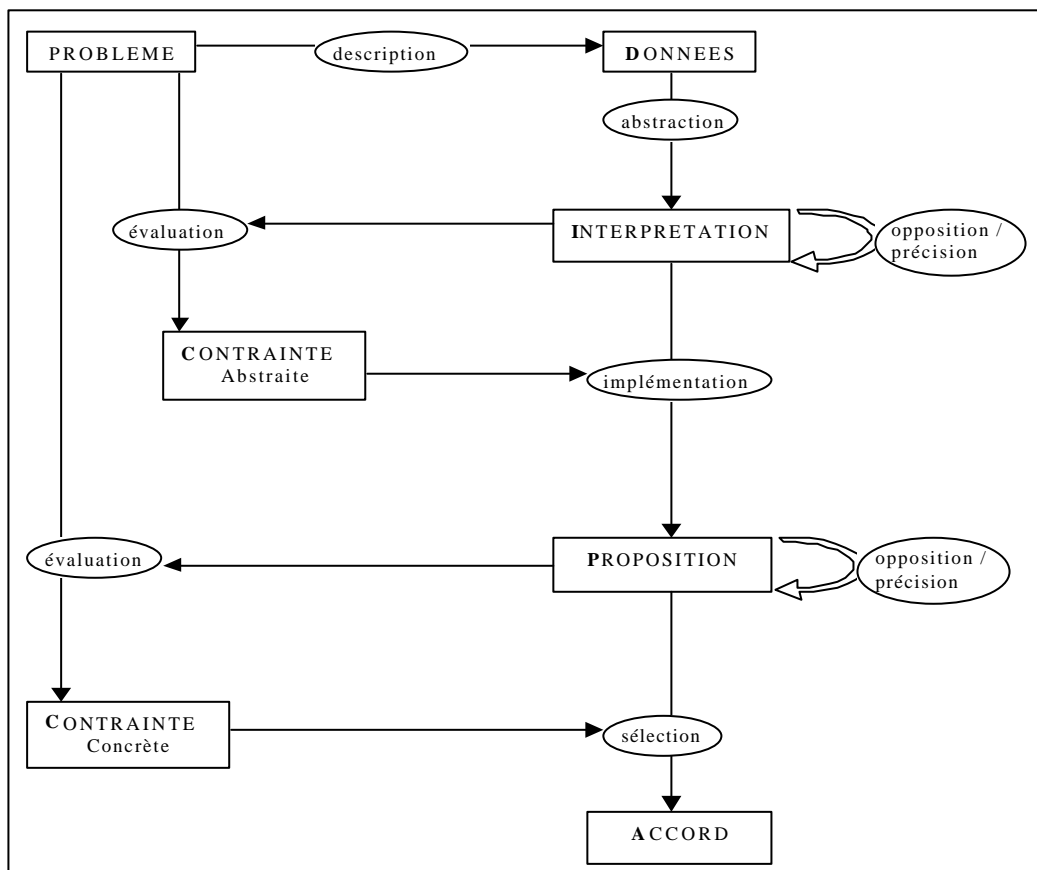 PROBLEME
description
DONNEES
abstraction
évaluation
INTERPRETATION
opposition /
précision
CONTRAINTE
Abstraite
implémentation
évaluation
PROPOSITION
opposition /
précision
CONTRAINTE
Concrète
sélection
ACCORD